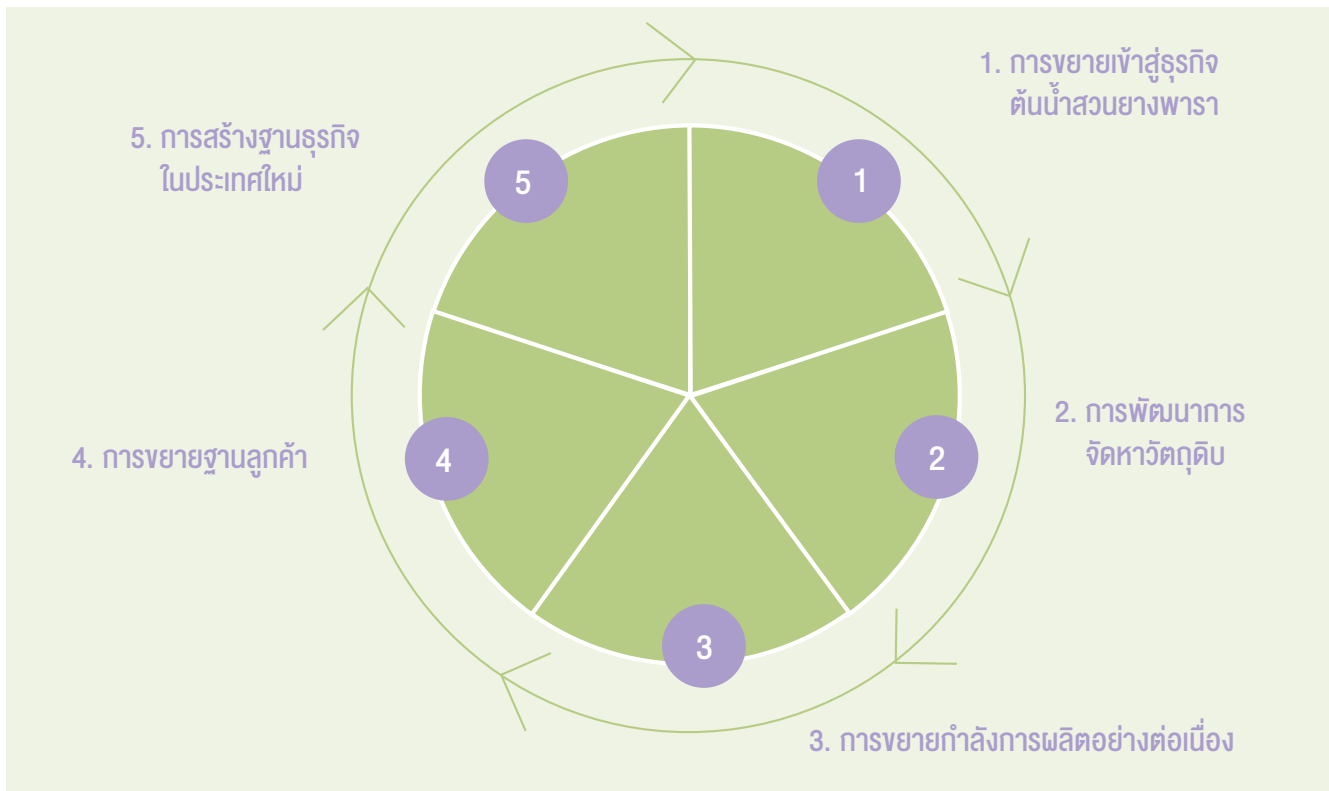 1. การขยายเข้าสู่ธุรกิจ
ต้นน้ำสวนยางพารา
5. การสร้างฐานธุรกิจ
ในประเทศใหม่
5
1
2. การพัฒนาการ
จัดหาวัตถุดิบ
4. การขยายฐานลูกค้า
4
2
3
3. การขยายกำลังการผลิตอย่างต่อเนื่อง